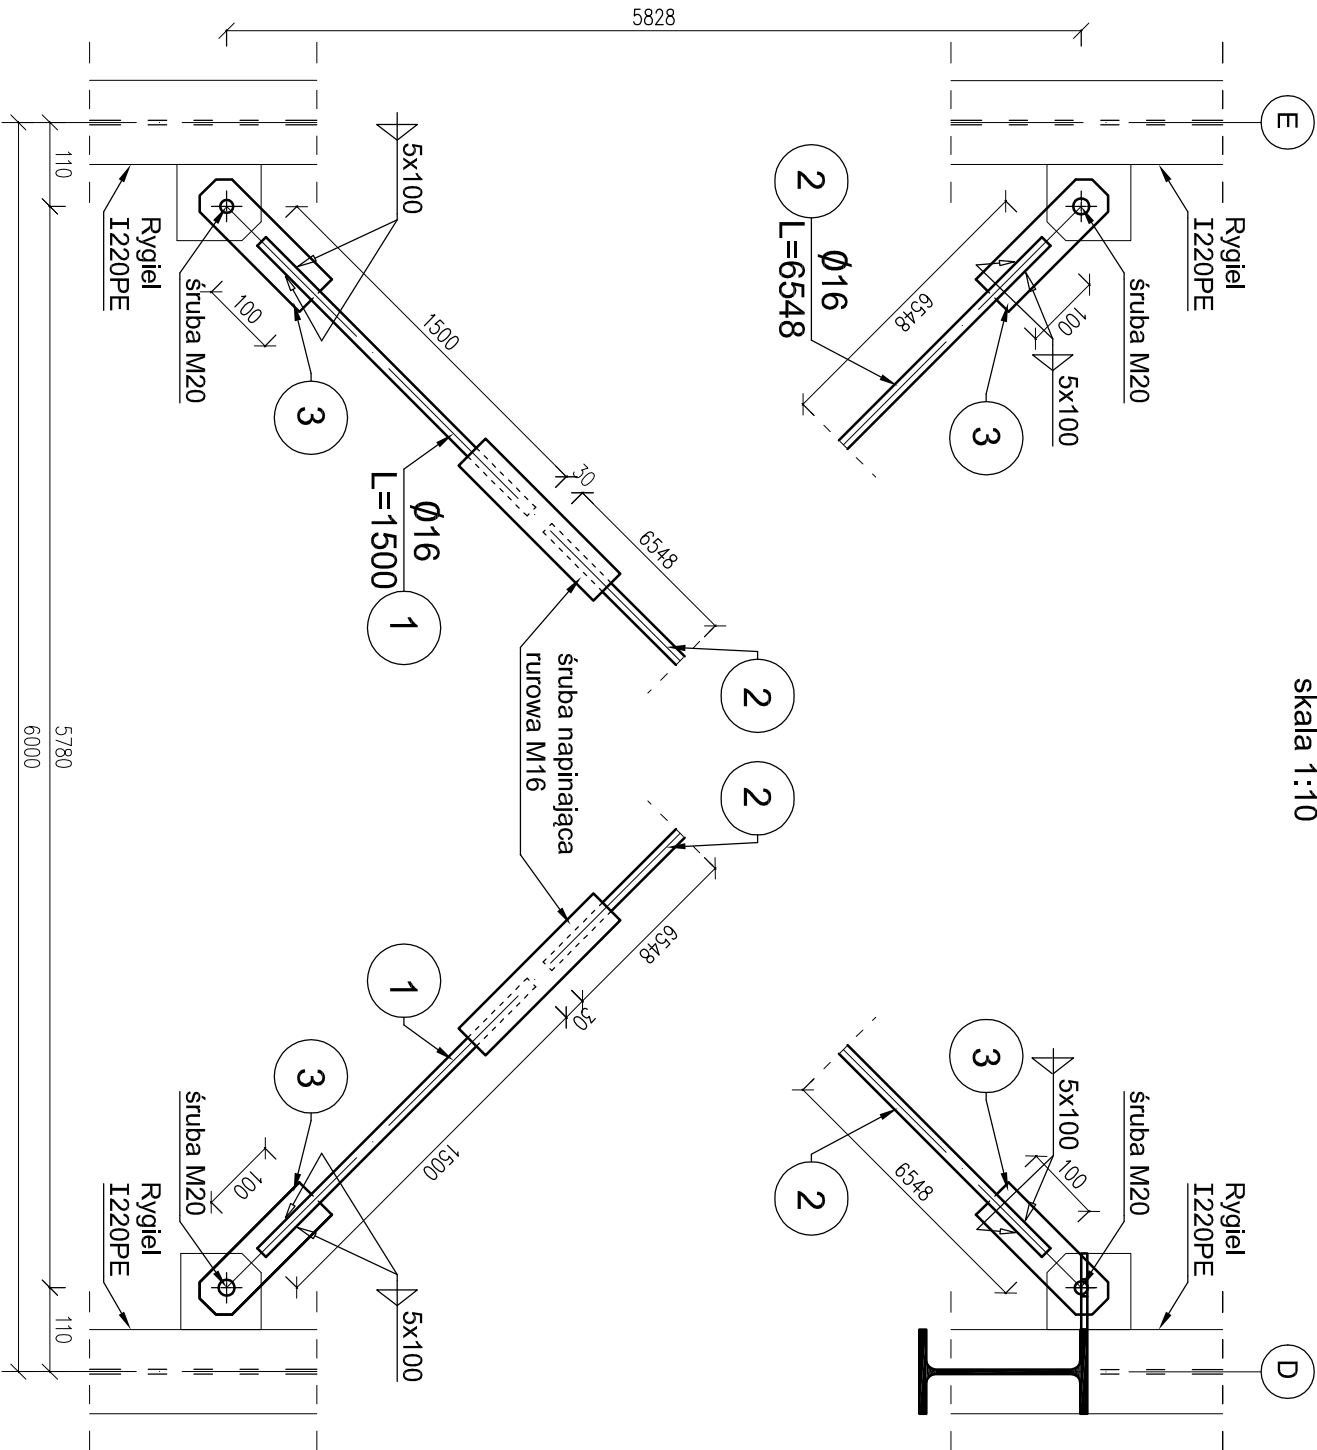 skala 1:10
E
D
Rygiel
I220PE
śruba M20
100
5x100
3
6548
Ø16
L=6548
2
Rygiel
I220PE
śruba M20
100
5x100
3
6548
2
2
2
6548
30
1500
śruba napinająca
rurowa M16
6548
30
1500
Ø16
L=1500
1
1
5x100
3
100
śruba M20
Rygiel
I220PE
5x100
3
100
śruba M20
Rygiel
I220PE
110
5780
110
6000
5828